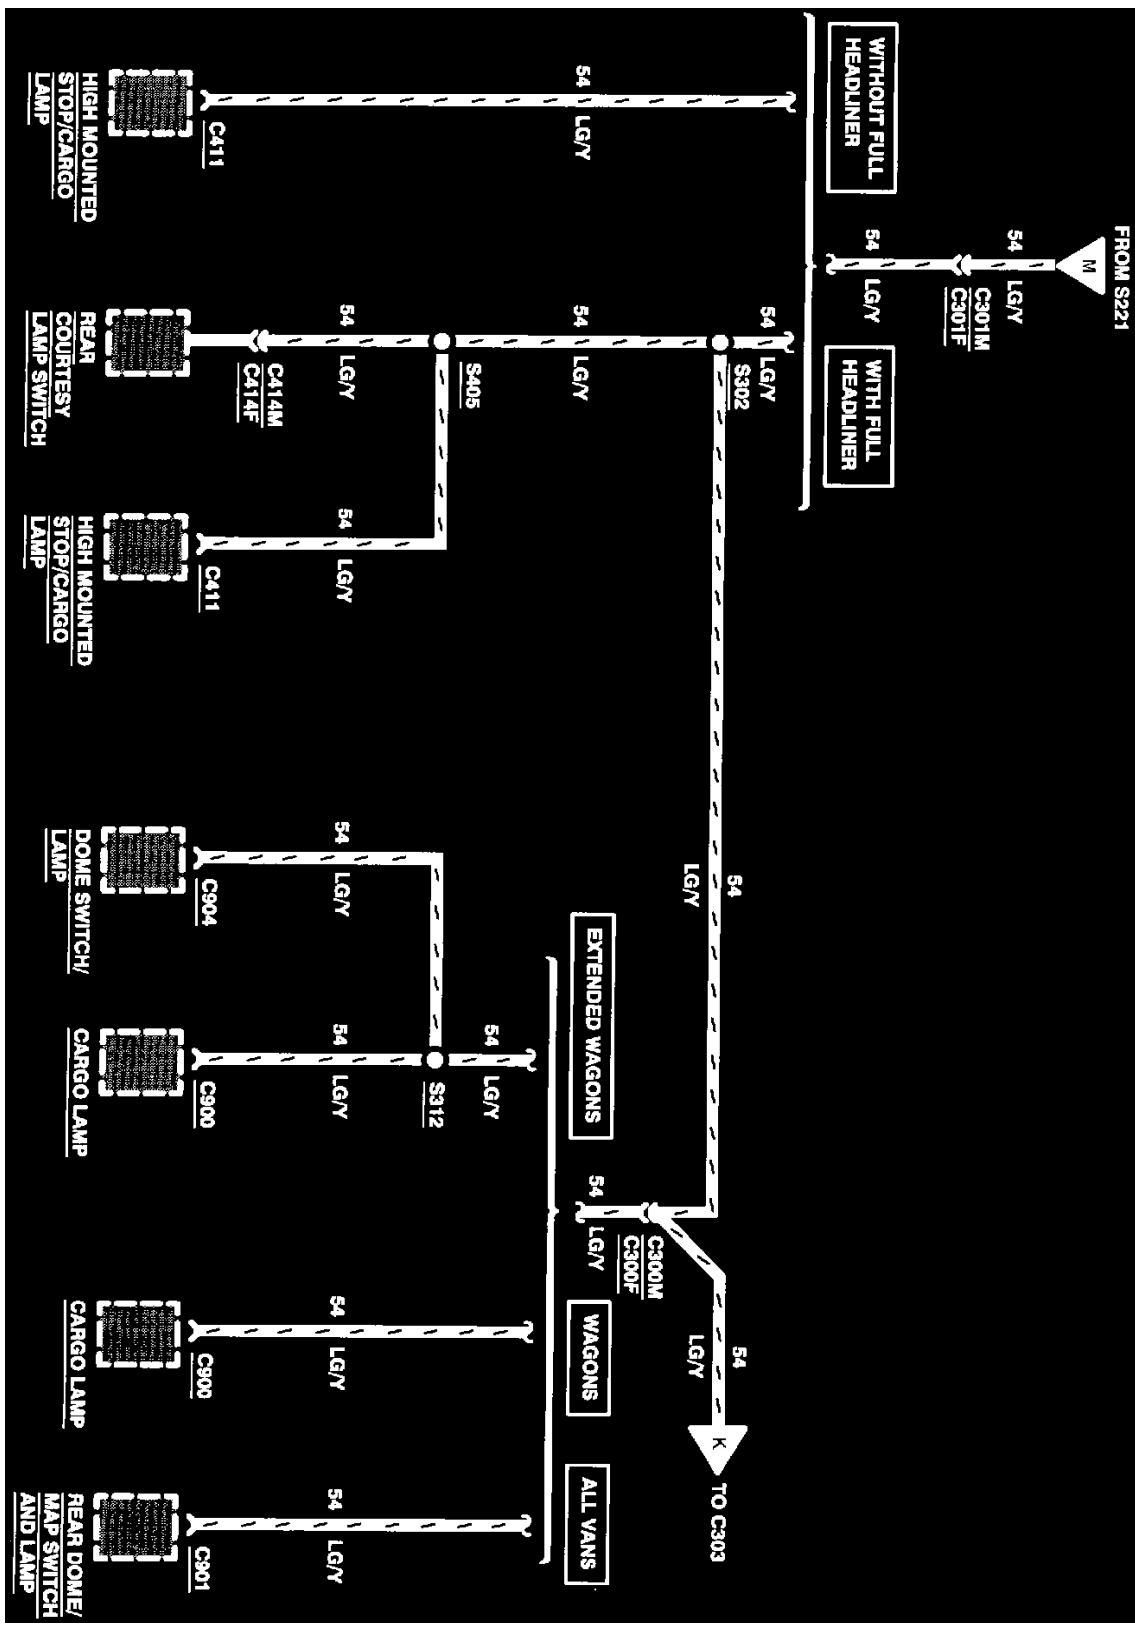 FROM S221
M
54
LG/Y
C301M
C301F
54
LG/Y
WITHOUT FULL
HEADLINER
WITH FULL
HEADLINER
54
LG/Y
C411
HIGH MOUNTED
STOP/CARGO
LAMP
54
LG/Y
S302
54
LG/Y
S405
54
LG/Y
C414M
C414F
REAR
COURTESY
LAMP SWITCH
54
LG/Y
C411
HIGH MOUNTED
STOP/CARGO
LAMP
54
LG/Y
54
LG/Y
K
TO C303
C300M
C300F
54
LG/Y
EXTENDED WAGONS
WAGONS
ALL VANS
54
LG/Y
S312
54
LG/Y
C904
DOME SWITCH/
LAMP
54
LG/Y
C900
CARGO LAMP
54
LG/Y
C900
CARGO LAMP
54
LG/Y
C901
REAR DOME/
MAP SWITCH
AND LAMP